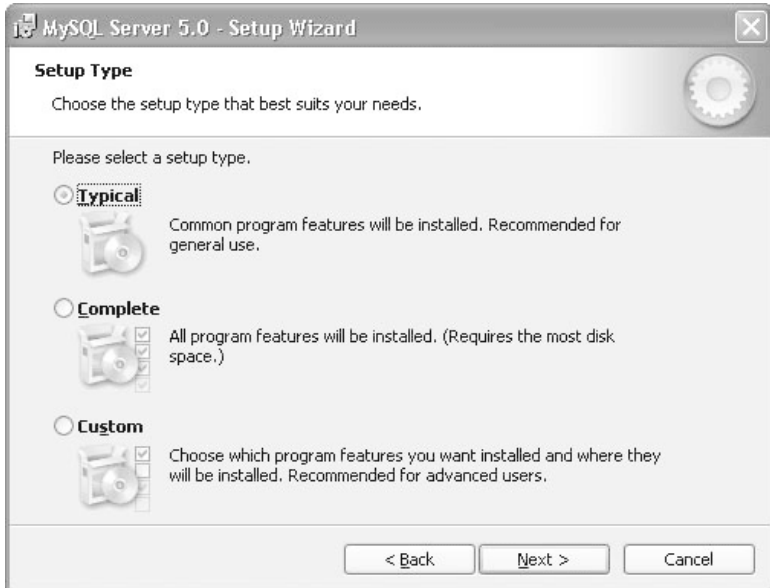 MySQL Server 5.0 - Setup Wizard
Setup Type
Choose the setup type that best suits your needs.
Please select a setup type.
Typical
Common program features will be installed. Recommended for
general use.
Complete
All program features will be installed. (Requires the most disk
space.)
Custom
Choose which program features you want installed and where they
will be installed. Recommended for advanced users.
< Back
Next >
Cancel